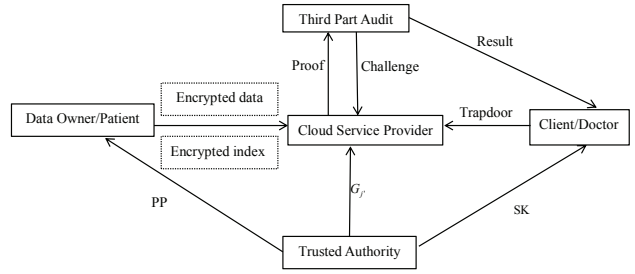 Third Part Audit
Result
Proof
Challenge
Encrypted data
Data Owner/Patient
Cloud Service Provider
Trapdoor
Client/Doctor
Encrypted index
PP
SK
Trusted Authority